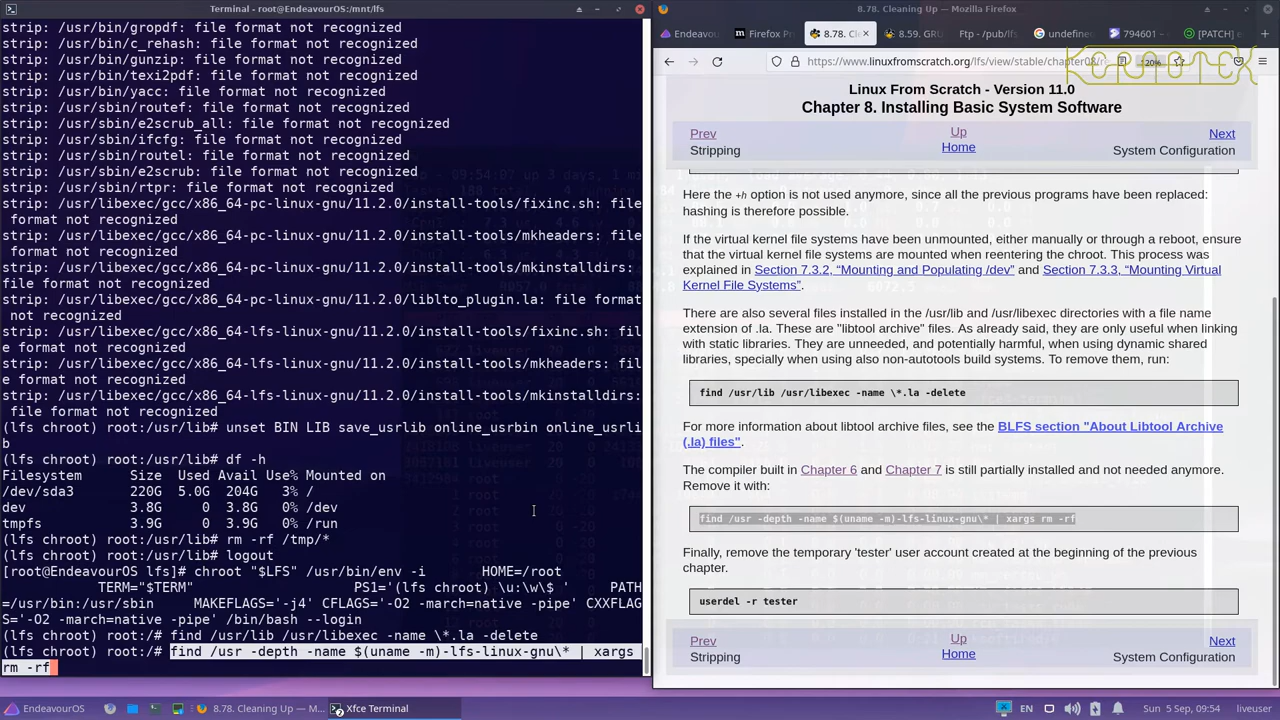 Terminal - root@EndeavourOS:/mnt/lfs
strip: /usr/bin/gropdf: file format not recognized
strip: /usr/bin/c_rehash: file format not recognized
strip: /usr/bin/gunzip: file format not recognized
strip: /usr/bin/texi2pdf: file format not recognized
strip: /usr/bin/yacc: file format not recognized
strip: /usr/sbin/routef: file format not recognized
strip: /usr/sbin/e2scrub_all: file format not recognized
strip: /usr/sbin/ifcfg: file format not recognized
strip: /usr/sbin/routel: file format not recognized
strip: /usr/sbin/e2scrub: file format not recognized
strip: /usr/sbin/rtpr: file format not recognized
strip: /usr/libexec/gcc/x86_64-pc-linux-gnu/11.2.0/install-tools/fixinc.sh: file
format not recognized
strip: /usr/libexec/gcc/x86_64-pc-linux-gnu/11.2.0/install-tools/mkheaders: file
format not recognized
strip: /usr/libexec/gcc/x86_64-pc-linux-gnu/11.2.0/install-tools/mkinstalldirs:
file format not recognized
strip: /usr/libexec/gcc/x86_64-pc-linux-gnu/11.2.0/liblto_plugin.la: file format
not recognized
strip: /usr/libexec/gcc/x86_64-lfs-linux-gnu/11.2.0/install-tools/fixinc.sh: fil
e format not recognized
strip: /usr/libexec/gcc/x86_64-lfs-linux-gnu/11.2.0/install-tools/mkheaders: fil
e format not recognized
strip: /usr/libexec/gcc/x86_64-lfs-linux-gnu/11.2.0/install-tools/mkinstalldirs
: file format not recognized
(lfs chroot) root:/usr/lib# unset BIN LIB save_usrlib online_usrbin online_usrli
b
(lfs chroot) root:/usr/lib# df -h
Filesystem Size Used Avail Use% Mounted on
/dev/sda3 220G 5.0G 204G 3% /
dev 3.8G 0 3.8G 0% /dev
tmpfs 3.9G 0 3.9G 0% /run
(lfs chroot) root:/usr/lib# rm -rf /tmp/*
(lfs chroot) root:/usr/lib# logout
[root@EndeavourOS lfs]# chroot "$LFS" /usr/bin/env -i HOME=/root
TERM="$TERM" PS1='(lfs chroot) \u:\w\$ ' PATH
=/usr/bin:/usr/sbin MAKEFLAGS='-j4' CFLAGS='-O2 -march=native -pipe' CXXFLAG
S='-O2 -march=native -pipe' /bin/bash --login
(lfs chroot) root:/# find /usr/lib /usr/libexec -name \*.la -delete
(lfs chroot) root:/# find /usr -depth -name $(uname -m)-lfs-linux-gnu\* | xargs
rm -rf
8.78. Cleaning Up — Mozilla Firefox
Endeavour
Firefox Pr
8.78. Cle
8.59. GRU
Ftp - /pub/lfs
undefine
794601 –
[PATCH] e
https://www.linuxfromscratch.org/lfs/view/stable/chapter08/
120%
KERNOTEX
Linux From Scratch - Version 11.0
Chapter 8. Installing Basic System Software
Prev Up Next
Stripping Home System Configuration
Here the +h option is not used anymore, since all the previous programs have been replaced:
hashing is therefore possible.
If the virtual kernel file systems have been unmounted, either manually or through a reboot, ensure
that the virtual kernel file systems are mounted when reentering the chroot. This process was
explained in Section 7.3.2, “Mounting and Populating /dev” and Section 7.3.3, “Mounting Virtual
Kernel File Systems”.
There are also several files installed in the /usr/lib and /usr/libexec directories with a file name
extension of .la. These are "libtool archive" files. As already said, they are only useful when linking
with static libraries. They are unneeded, and potentially harmful, when using dynamic shared
libraries, specially when using also non-autotools build systems. To remove them, run:
find /usr/lib /usr/libexec -name \*.la -delete
For more information about libtool archive files, see the BLFS section "About Libtool Archive
(.la) files".
The compiler built in Chapter 6 and Chapter 7 is still partially installed and not needed anymore.
Remove it with:
find /usr -depth -name $(uname -m)-lfs-linux-gnu\* | xargs rm -rf
Finally, remove the temporary 'tester' user account created at the beginning of the previous
chapter.
userdel -r tester
Prev Up Next
Stripping Home System Configuration
EndeavourOS
8.78. Cleaning Up — M...
Xfce Terminal
EN
Sun 5 Sep, 09:54
liveuser